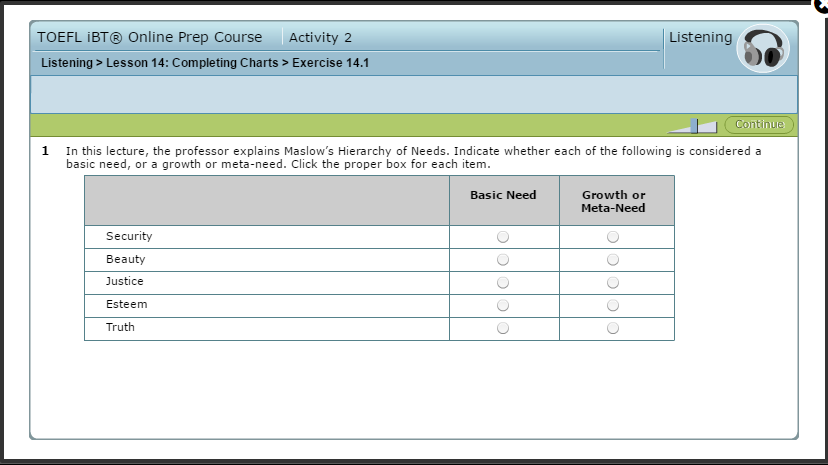 TOEFL iBT® Online Prep Course Activity 2 Listening
Listening > Lesson 14: Completing Charts > Exercise 14.1
Continue
1 In this lecture, the professor explains Maslow's Hierarchy of Needs. Indicate whether each of the following is considered a
basic need, or a growth or meta-need. Click the proper box for each item.
Basic Need Growth or
Meta-Need
Security
Beauty
Justice
Esteem
Truth